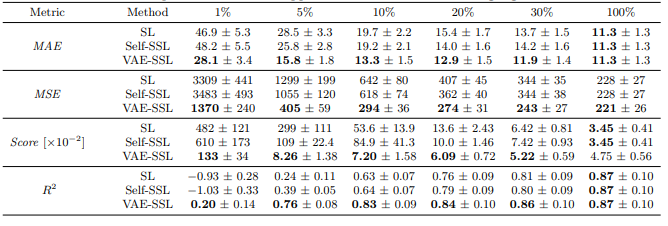 Metric Method 1% 5% 10% 20% 30% 100%
SL 46.9 ± 5.3 28.5 ± 3.3 19.7 ± 2.2 15.4 ± 1.7 13.7 ± 1.5 11.3 ± 1.3
MAE Self-SSL 48.2 ± 5.5 25.8 ± 2.8 19.2 ± 2.1 14.0 ± 1.6 14.2 ± 1.6 11.3 ± 1.3
VAE-SSL 28.1 ± 3.4 15.8 ± 1.8 13.3 ± 1.5 12.9 ± 1.5 11.9 ± 1.4 11.3 ± 1.3
SL 3309 ± 441 1299 ± 199 642 ± 80 407 ± 45 344 ± 35 228 ± 27
MSE Self-SSL 3483 ± 493 1055 ± 120 618 ± 74 362 ± 40 344 ± 38 228 ± 27
VAE-SSL 1370 ± 240 405 ± 59 294 ± 36 274 ± 31 243 ± 27 221 ± 26
SL 482 ± 121 299 ± 111 53.6 ± 13.9 13.6 ± 2.43 6.42 ± 0.81 3.45 ± 0.41
Score [×10⁻²] Self-SSL 610 ± 173 109 ± 22.4 84.9 ± 41.3 10.0 ± 1.46 7.42 ± 0.93 3.45 ± 0.41
VAE-SSL 133 ± 34 8.26 ± 1.38 7.20 ± 1.58 6.09 ± 0.72 5.22 ± 0.59 4.75 ± 0.56
SL −0.93 ± 0.28 0.24 ± 0.11 0.63 ± 0.07 0.76 ± 0.09 0.81 ± 0.09 0.87 ± 0.10
R² Self-SSL −1.03 ± 0.33 0.39 ± 0.05 0.64 ± 0.07 0.79 ± 0.09 0.80 ± 0.09 0.87 ± 0.10
VAE-SSL 0.20 ± 0.14 0.76 ± 0.08 0.83 ± 0.09 0.84 ± 0.10 0.86 ± 0.10 0.87 ± 0.10